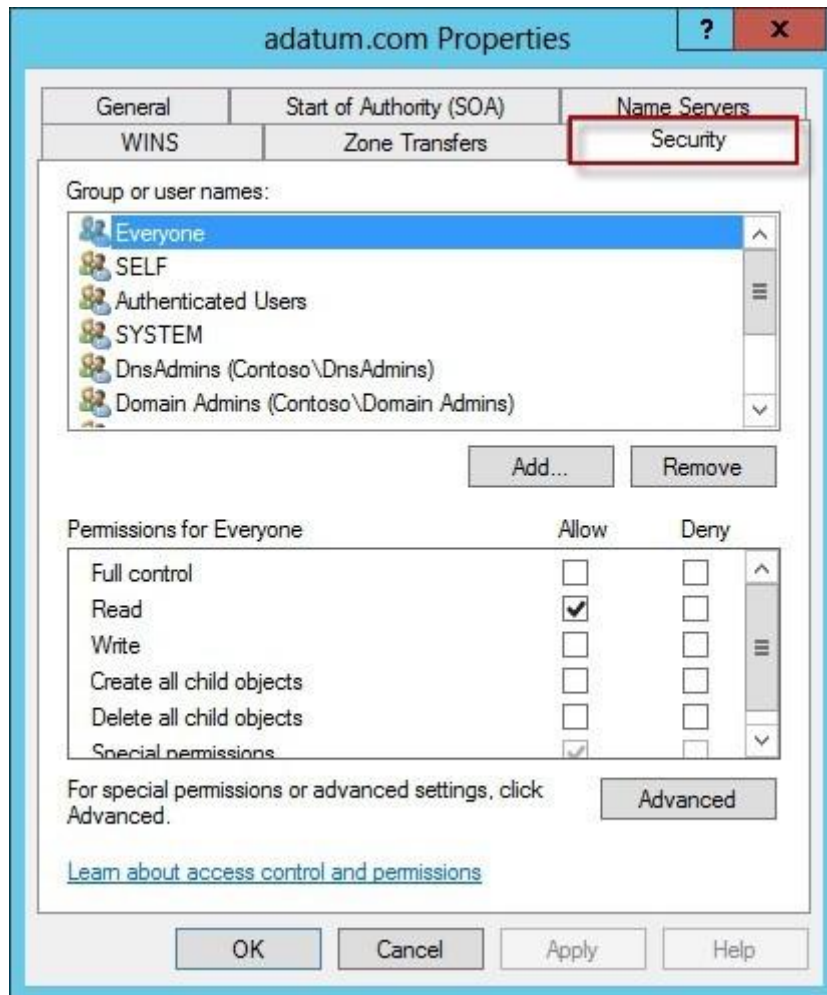 adatum.com Properties
?
x
General
Start of Authority (SOA)
Name Servers
WINS
Zone Transfers
Security
Group or user names:
Everyone
SELF
Authenticated Users
SYSTEM
DnsAdmins (Contoso\DnsAdmins)
Domain Admins (Contoso\Domain Admins)
Add...
Remove
Permissions for Everyone
Allow
Deny
Full control
Read
Write
Create all child objects
Delete all child objects
Special permissions
For special permissions or advanced settings, click
Advanced.
Advanced
Learn about access control and permissions
OK
Cancel
Apply
Help